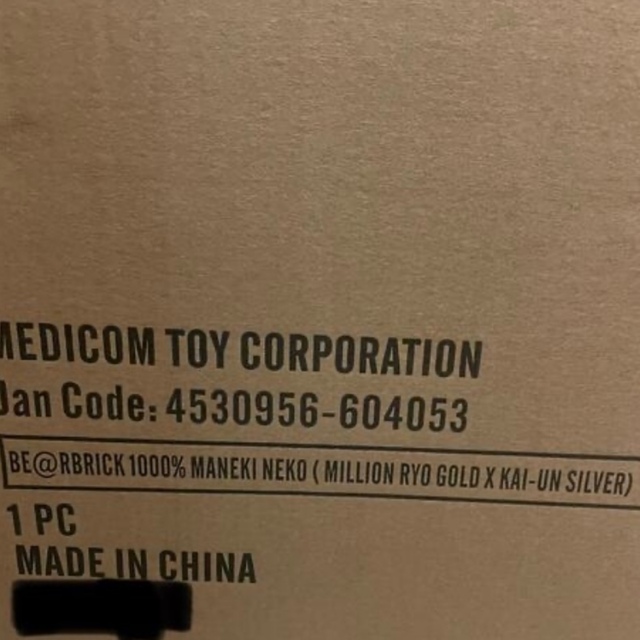 MEDICOM TOY CORPORATION
Jan Code: 4530956-604053
BE@RBRICK 1000% MANEKI NEKO ( MILLION RYO GOLD X KAI-UN SILVER)
1 PC
MADE IN CHINA